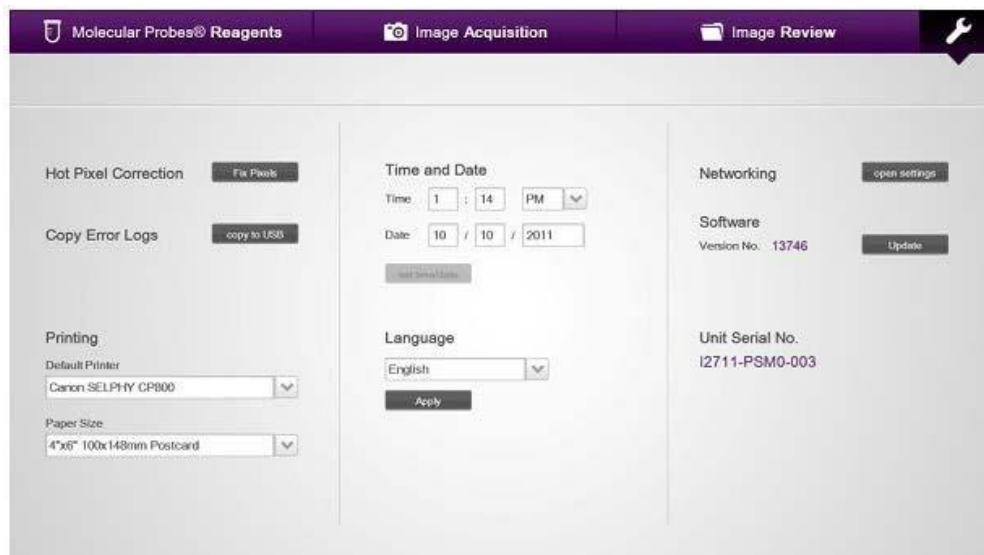 Molecular Probes® Reagents
Image Acquisition
Image Review
Hot Pixel Correction
Fix Pixels
Copy Error Logs
copy to USB
Printing
Default Printer
Canon SELPHY CP800
Paper Size
4"x6" 100x148mm Postcard
Time and Date
Time 1 : 14 PM
Date 10 / 10 / 2011
set time/date
Language
English
Apply
Networking
open settings
Software
Version No. 13746
Update
Unit Serial No.
I2711-PSM0-003